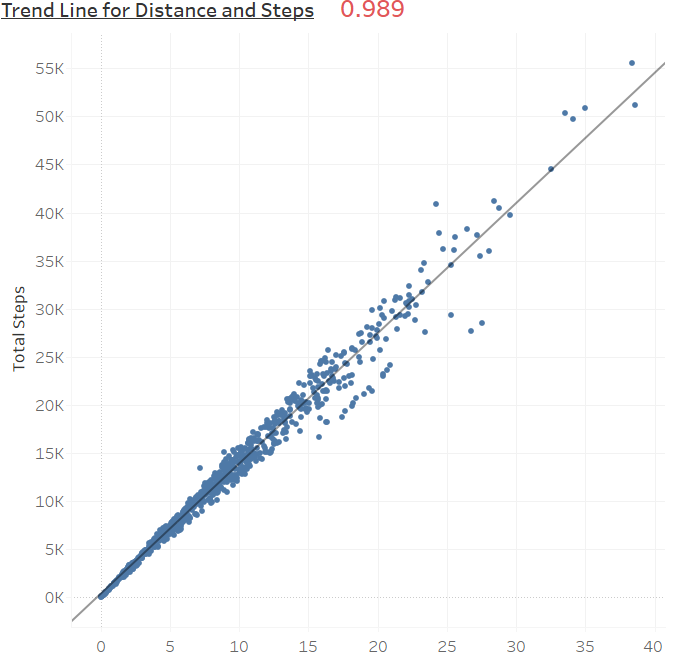 Trend Line for Distance and Steps 0.989
55K
50K
45K
40K
35K
30K
25K
20K
15K
10K
5K
0K
Total Steps
0 5 10 15 20 25 30 35 40